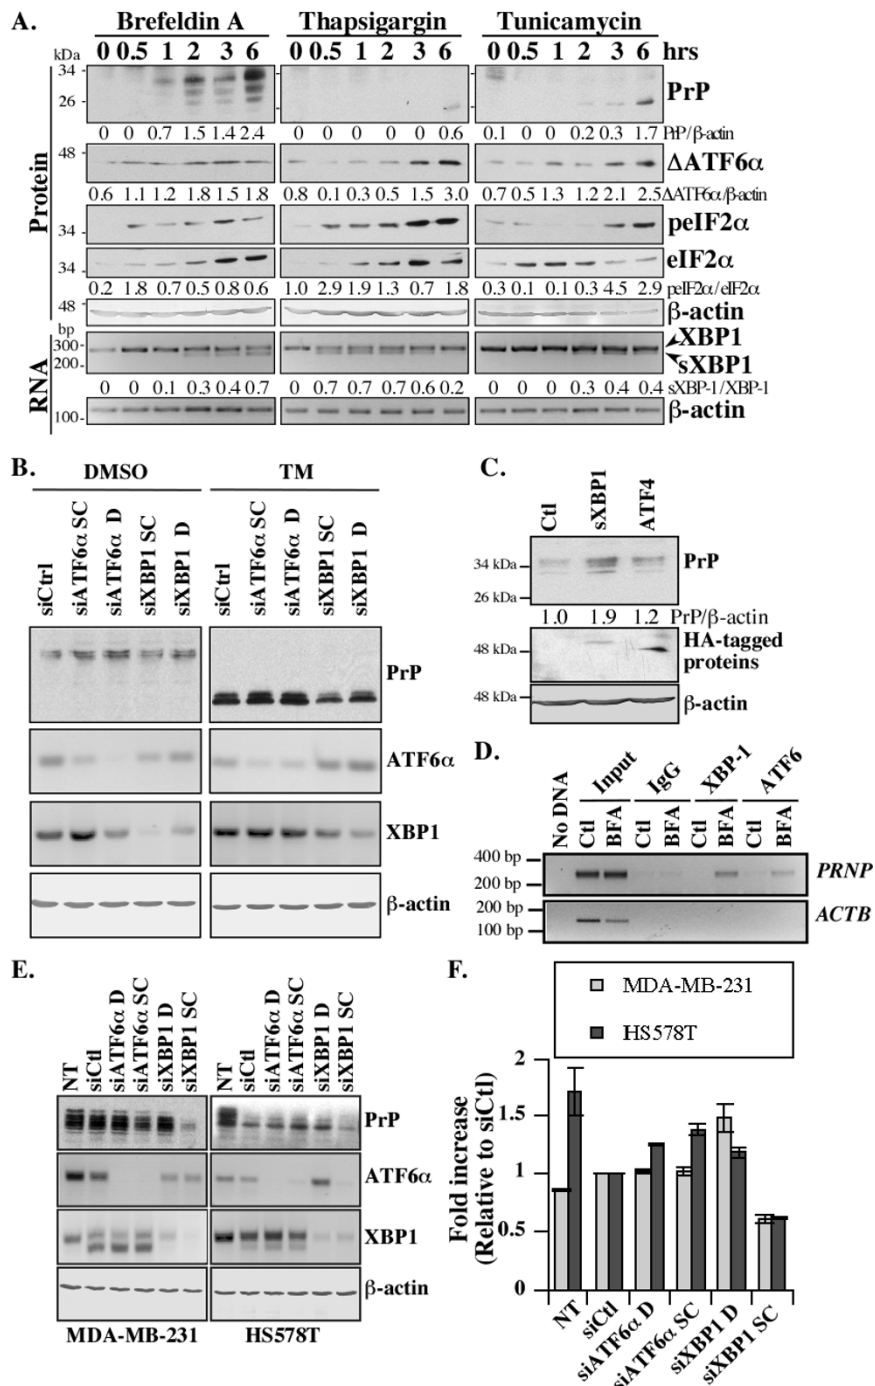 A.
Brefeldin A Thapsigargin Tunicamycin
kDa 0 0.5 1 2 3 6 0 0.5 1 2 3 6 0 0.5 1 2 3 6 hrs
Protein
34
26
PrP
0 0 0.7 1.5 1.4 2.4 0 0 0 0 0 0.6 0.1 0 0 0.2 0.3 1.7 PrP/β-actin
48 ΔATF6α
0.6 1.1 1.2 1.8 1.5 1.8 0.8 0.1 0.3 0.5 1.5 3.0 0.7 0.5 1.3 1.2 2.1 2.5 ΔATF6α/β-actin
34 peIF2α
34 eIF2α
0.2 1.8 0.7 0.5 0.8 0.6 1.0 2.9 1.9 1.3 0.7 1.8 0.3 0.1 0.1 0.3 4.5 2.9 peIF2α/eIF2α
48 β-actin
RNA
bp
300 XBP1
200 sXBP1
0 0 0.1 0.3 0.4 0.7 0 0.7 0.7 0.7 0.6 0.2 0 0 0 0.3 0.4 0.4 sXBP-1/XBP-1
100 β-actin
B.
DMSO TM
siCtrl siATF6α SC siATF6α D siXBP1 SC siXBP1 D siCtrl siATF6α SC siATF6α D siXBP1 SC siXBP1 D
PrP
ATF6α
XBP1
β-actin
C.
Ctl sXBP1 ATF4
34 kDa PrP
26 kDa
1.0 1.9 1.2 PrP/β-actin
48 kDa HA-tagged
proteins
48 kDa β-actin
D.
Input IgG XBP-1 ATF6
No DNA Ctl BFA Ctl BFA Ctl BFA Ctl BFA
400 bp
200 bp PRNP
200 bp
100 bp ACTB
E.
NT siCtl siATF6α D siATF6α SC siXBP1 D siXBP1 SC NT siCtl siATF6α D siATF6α SC siXBP1 D siXBP1 SC
PrP
ATF6α
XBP1
β-actin
MDA-MB-231 HS578T
F.
MDA-MB-231
HS578T
Fold increase
(Relative to siCtl)
2
1.5
1
0.5
0
NT siCtl siATF6α D siATF6α SC siXBP1 D siXBP1 SC